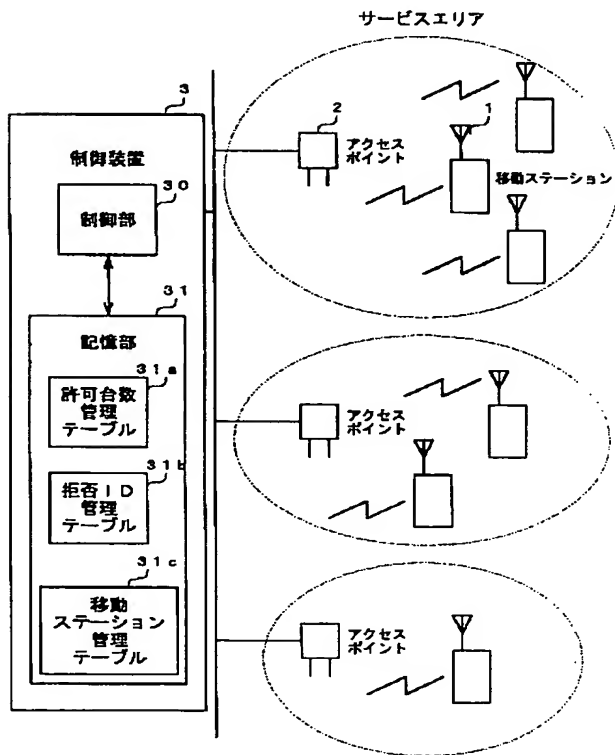 サービスエリア
3
制御装置
30
制御部
31
記憶部
31a
許可台数
管理
テーブル
31b
拒否ID
管理
テーブル
31c
移動
ステーション
管理
テーブル
2
アクセス
ポイント
1
移動ステーション
アクセス
ポイント
アクセス
ポイント